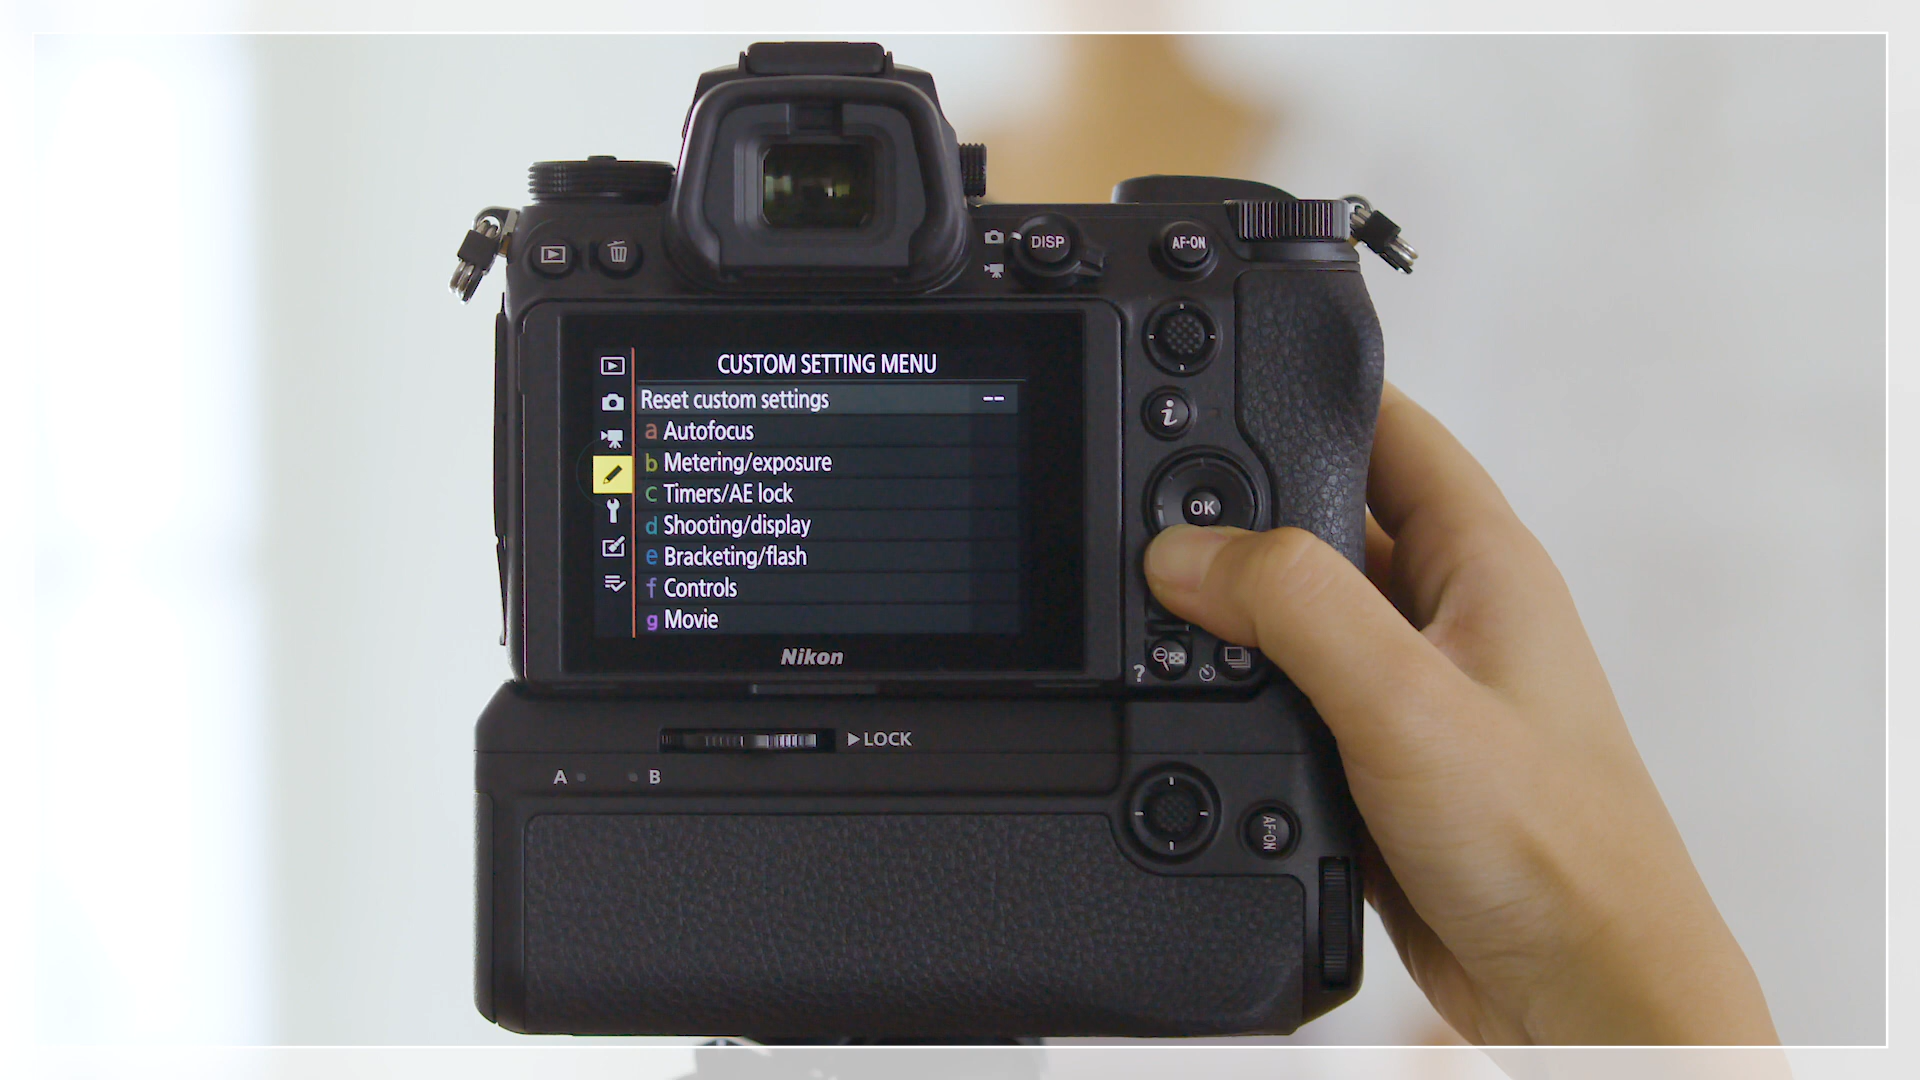 DISP
AF-ON
CUSTOM SETTING MENU
Reset custom settings --
a Autofocus
b Metering/exposure
c Timers/AE lock
d Shooting/display
e Bracketing/flash
f Controls
g Movie
Nikon
i
OK
?
LOCK
A B
AF-ON